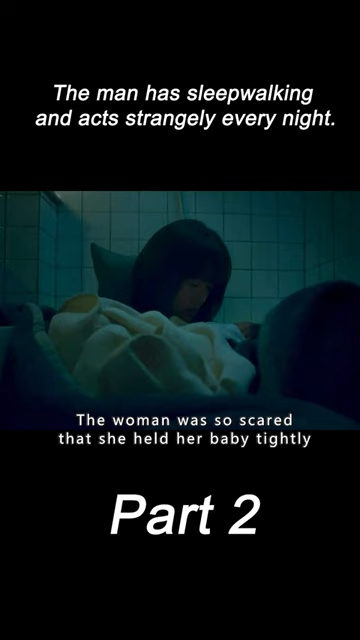 The man has sleepwalking
and acts strangely every night.
The woman was so scared
that she held her baby tightly
Part 2